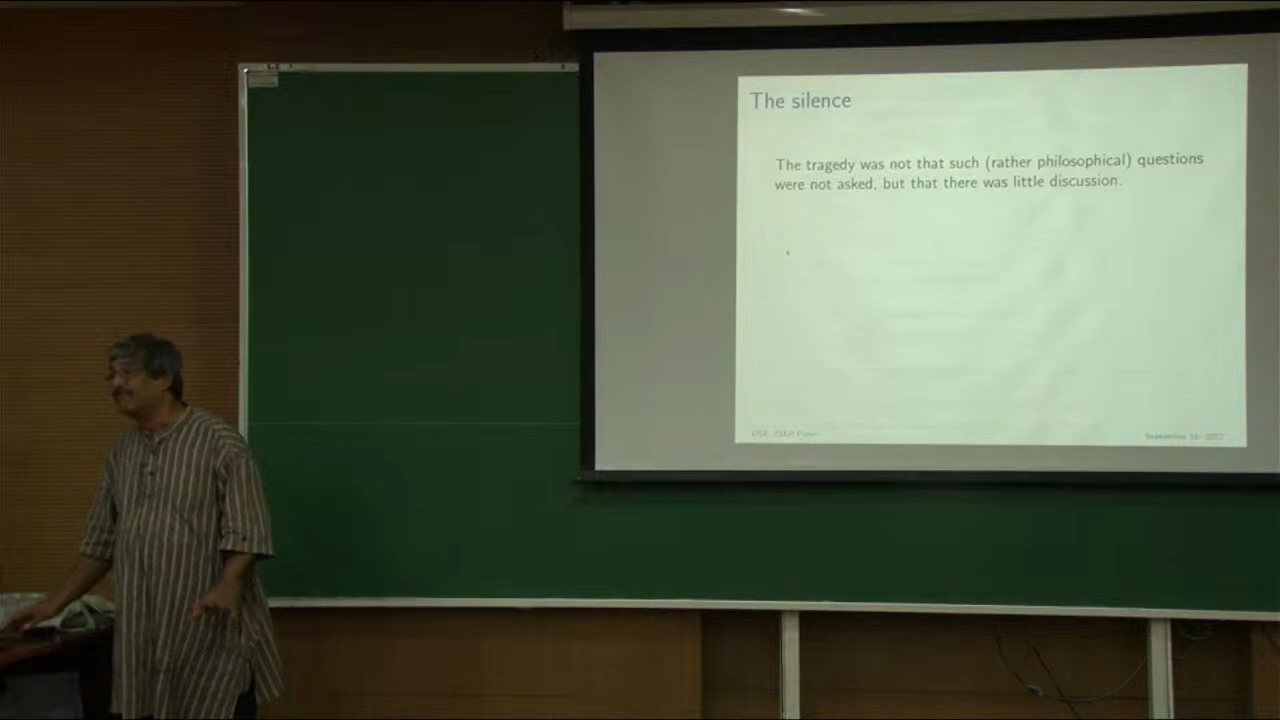 The silence
The tragedy was not that such (rather philosophical) questions
were not asked, but that there was little discussion.